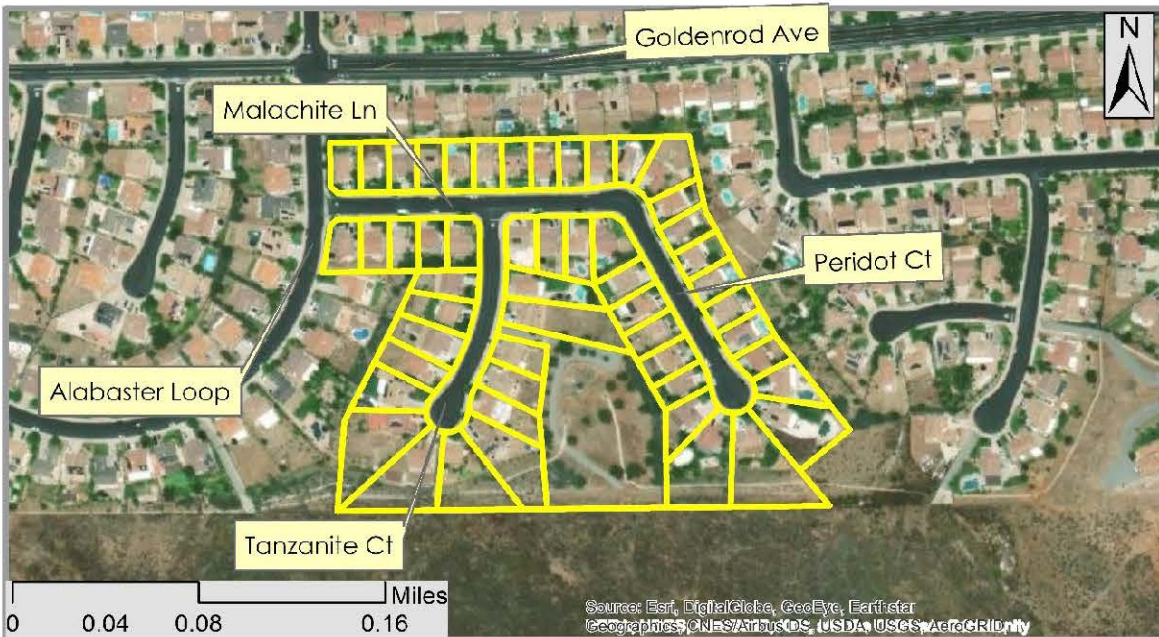 Goldenrod Ave
N
Malachite Ln
Peridot Ct
Alabaster Loop
Tanzanite Ct
Miles
0 0.04 0.08 0.16
Source: Esri, DigitalGlobe, GeoEye, Earthstar
Geographics, CNES/Airbus DS, USDA, USGS, AeroGRID